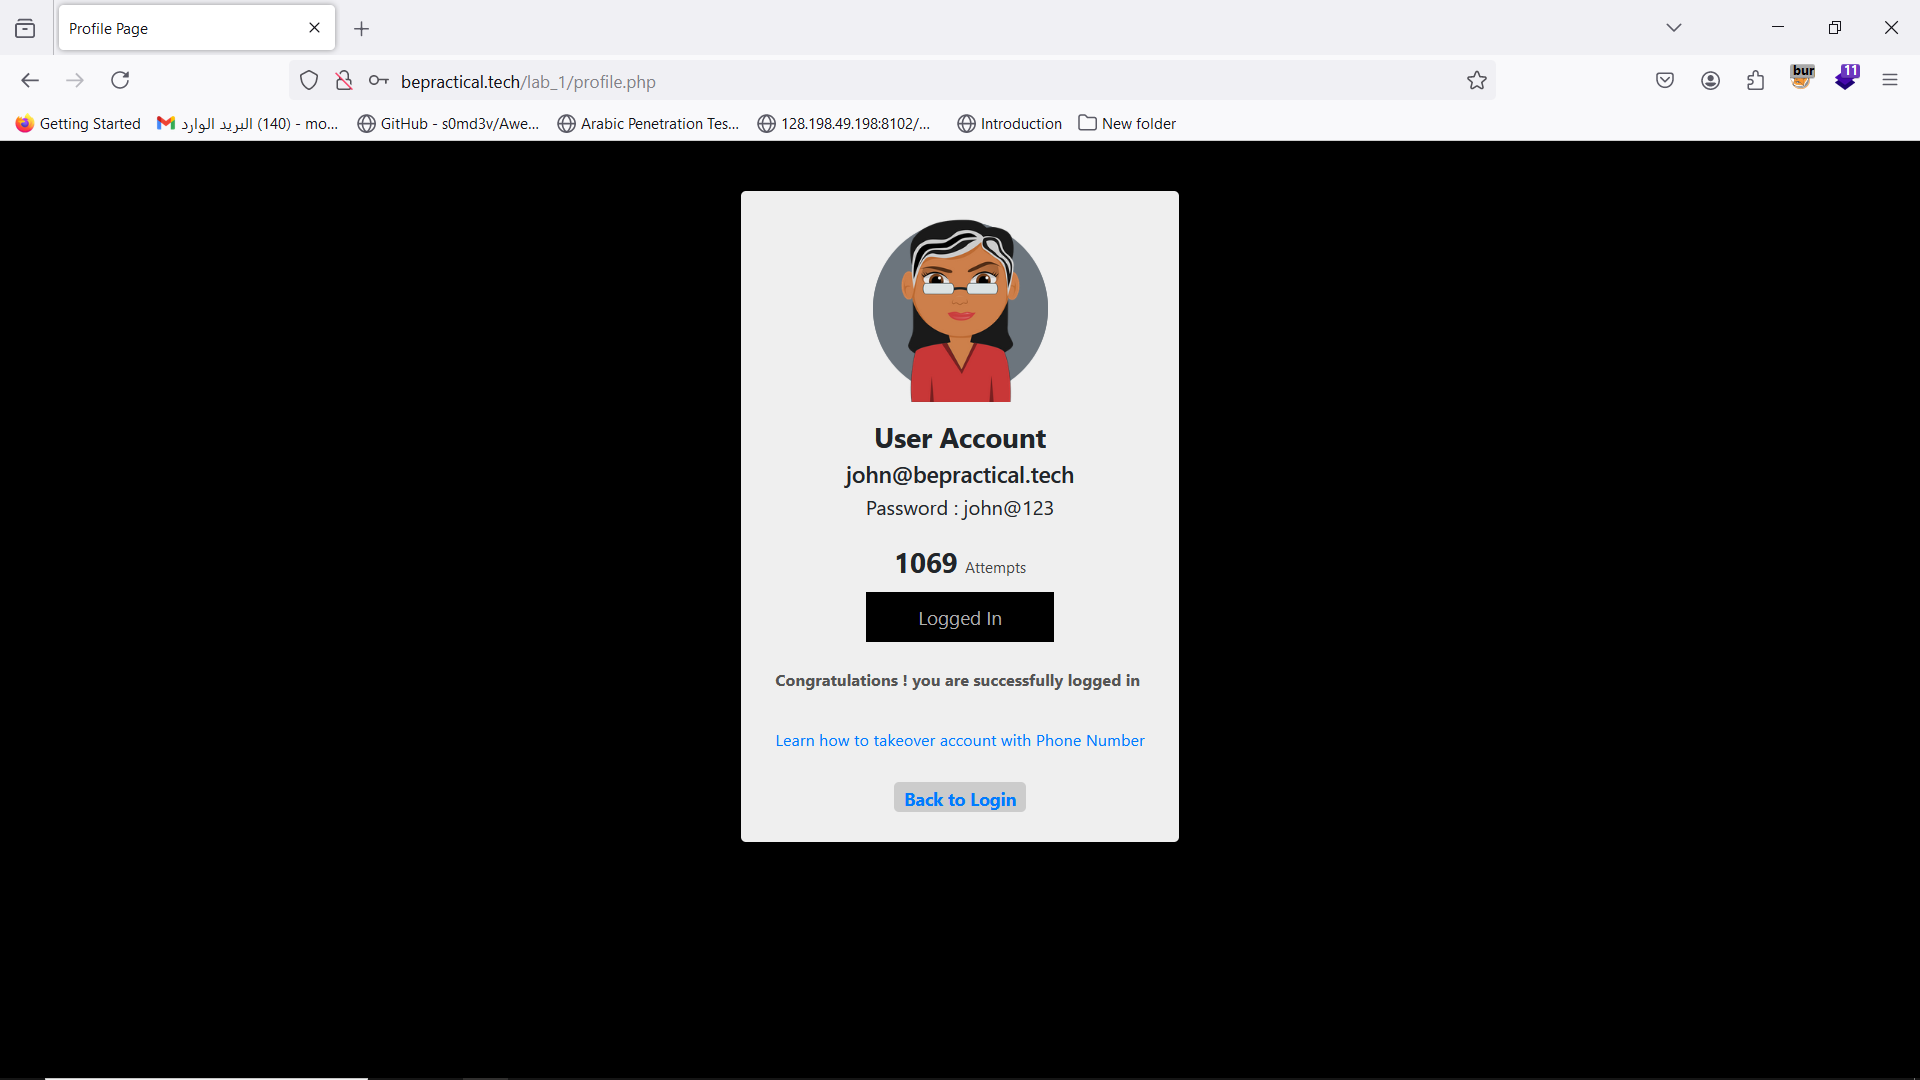 Profile Page
bepractical.tech/lab_1/profile.php
bur
11
Getting Started
البريد الوارد (140) - mo...
GitHub - s0md3v/Awe...
Arabic Penetration Tes...
128.198.49.198:8102/...
Introduction
New folder
User Account
john@bepractical.tech
Password : john@123
1069 Attempts
Logged In
Congratulations ! you are successfully logged in
Learn how to takeover account with Phone Number
Back to Login